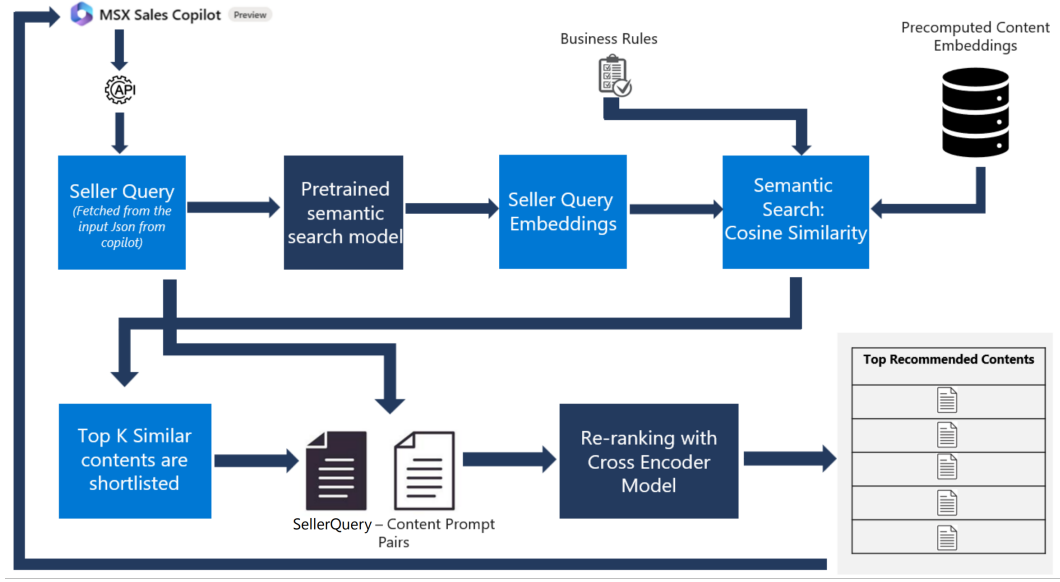 MSX Sales Copilot Preview
Business Rules
Precomputed Content
Embeddings
API
Seller Query
(Fetched from the
input Json from
copilot)
Pretrained
semantic
search model
Seller Query
Embeddings
Semantic
Search:
Cosine Similarity
Top Recommended Contents
Top K Similar
contents are
shortlisted
SellerQuery – Content Prompt
Pairs
Re-ranking with
Cross Encoder
Model